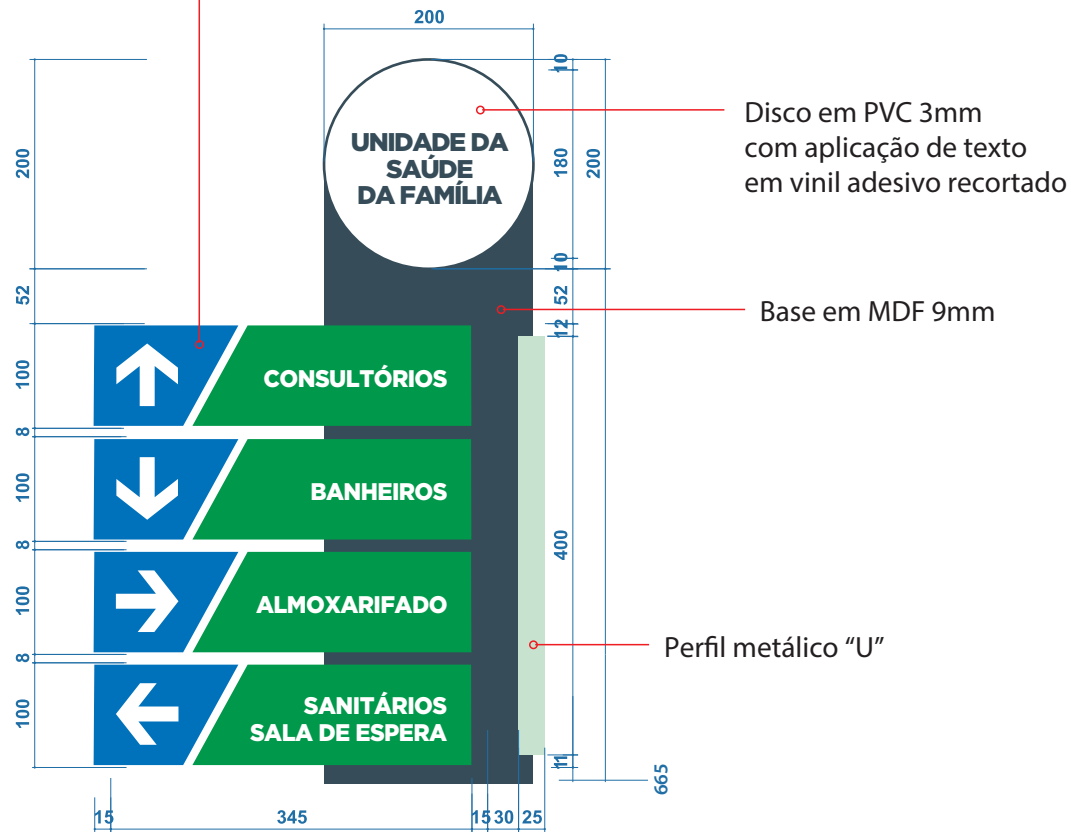 200
10
200
180
200
UNIDADE DA
SAÚDE
DA FAMÍLIA
Disco em PVC 3mm
com aplicação de texto
em vinil adesivo recortado
10
52
52
Base em MDF 9mm
12
100
CONSULTÓRIOS
8
100
BANHEIROS
400
8
100
ALMOXARIFADO
Perfil metálico “U”
8
100
SANITÁRIOS
SALA DE ESPERA
11
665
15
345
15
30
25